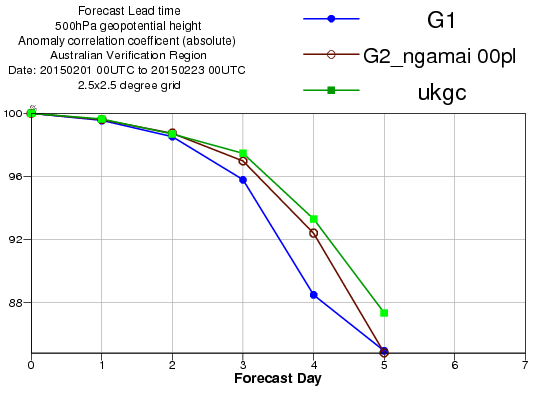 Forecast Lead time
500hPa geopotential height
Anomaly correlation coefficent (absolute)
Australian Verification Region
Date: 20150201 00UTC to 20150223 00UTC
2.5x2.5 degree grid
G1
G2_ngamai 00pl
ukgc
%
100
96
92
88
0 1 2 3 4 5 6 7
Forecast Day